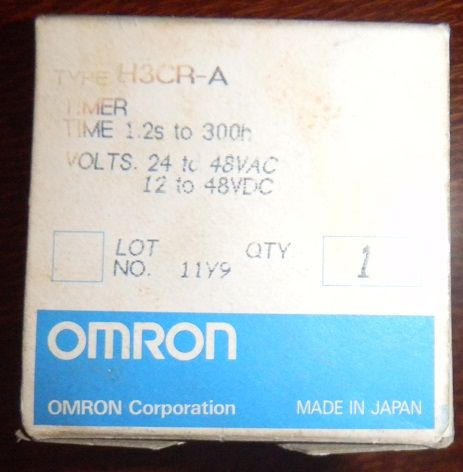 TYPE H3CR-A
TIMER
TIME 1.2s to 300h
VOLTS. 24 to 48VAC
12 to 48VDC
LOT NO. 11Y9 QTY 1
OMRON
OMRON Corporation MADE IN JAPAN